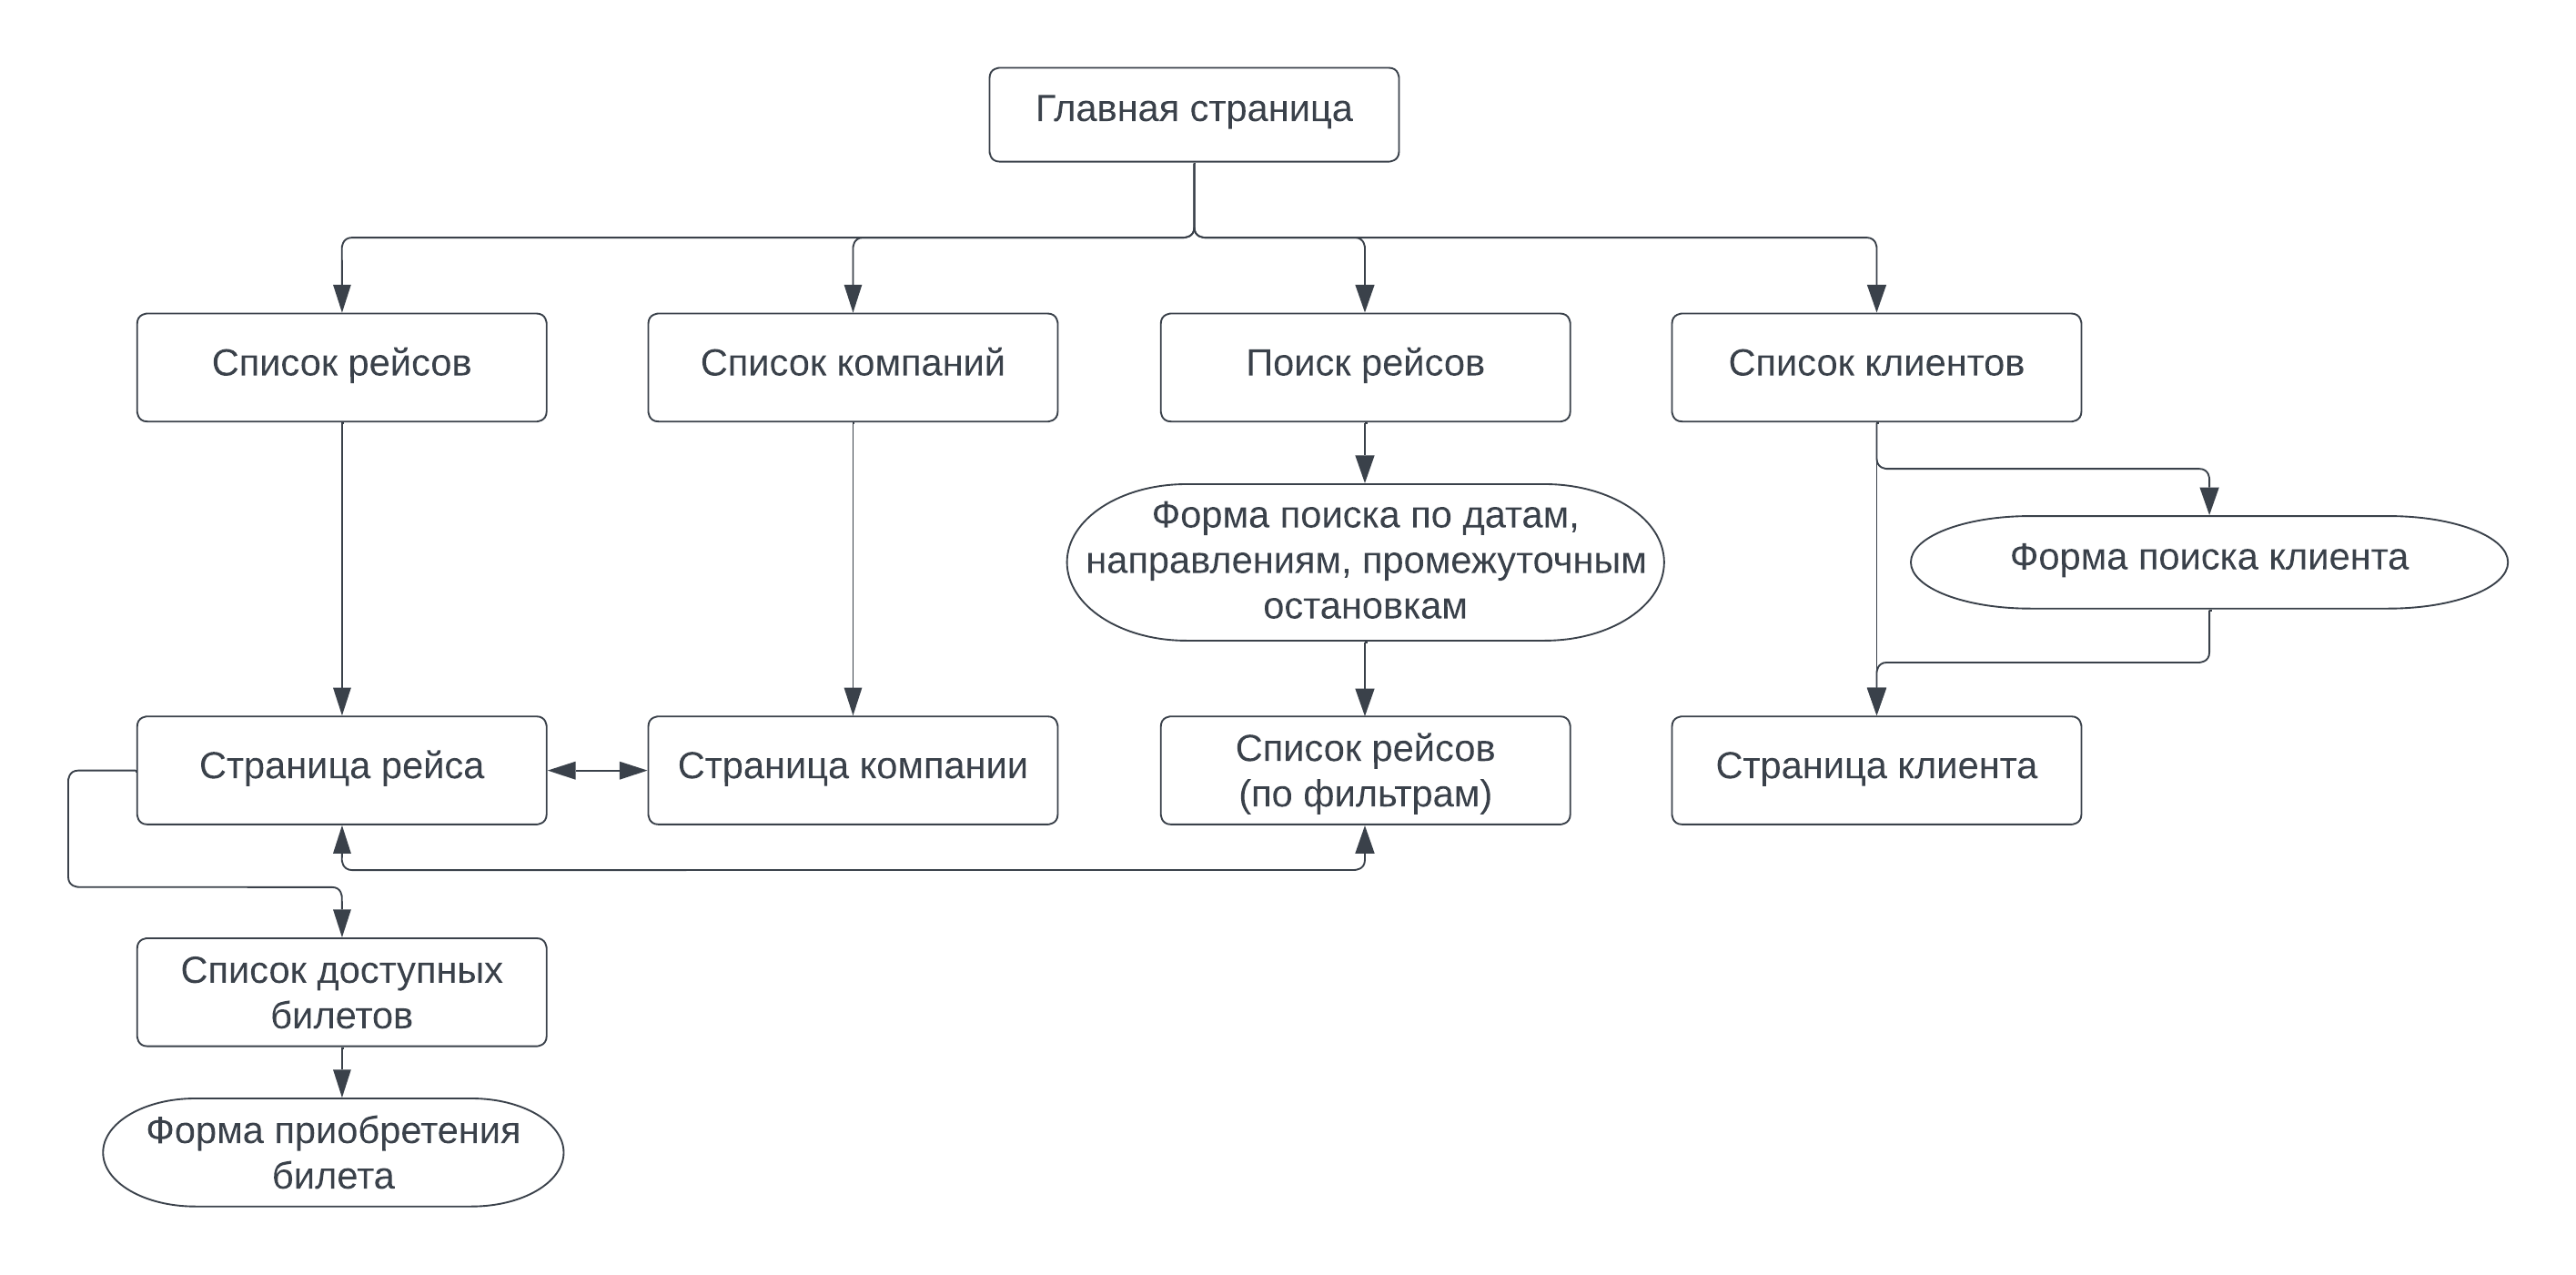 Главная страница
Список рейсов
Список компаний
Поиск рейсов
Список клиентов
Форма поиска по датам,
направлениям, промежуточным
остановкам
Форма поиска клиента
Страница рейса
Страница компании
Список рейсов
(по фильтрам)
Страница клиента
Список доступных
билетов
Форма приобретения
билета